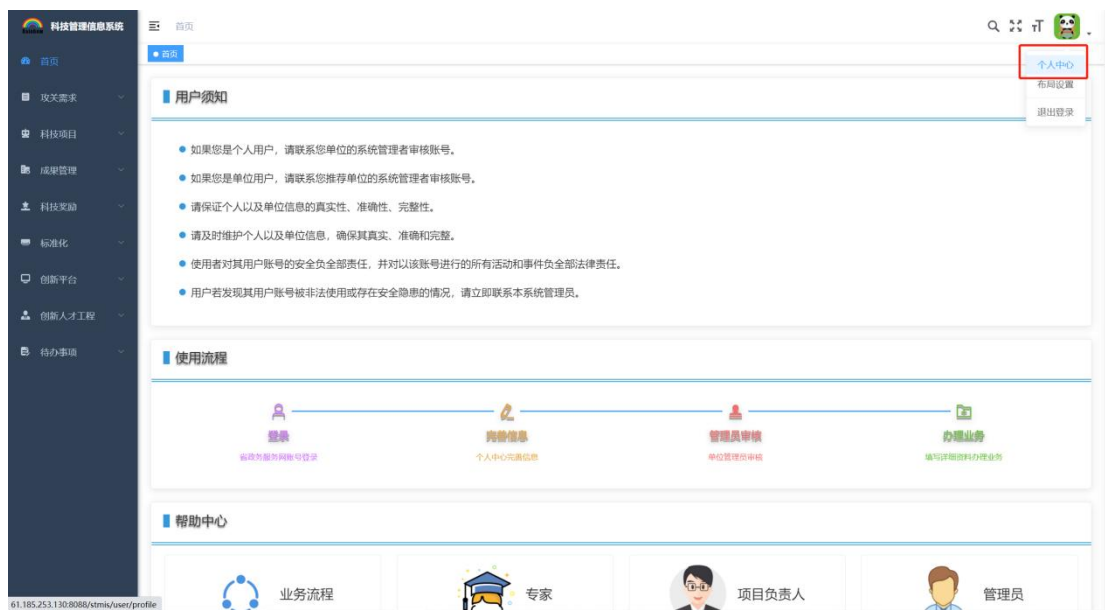 科技管理信息系统
首页
首页
攻关需求
科技项目
成果管理
科技奖励
标准化
创新平台
创新人才工程
待办事项
首页
个人中心
布局设置
退出登录
用户须知
如果您是个人用户，请联系您单位的系统管理者审核账号。
如果您是单位用户，请联系您推荐单位的系统管理者审核账号。
请保证个人以及单位信息的真实性、准确性、完整性。
请及时维护个人以及单位信息，确保其真实、准确和完整。
使用者对其用户账号的安全负全部责任，并对以该账号进行的所有活动和事件负全部法律责任。
用户若发现其用户账号被非法使用或存在安全隐患的情况，请立即联系本系统管理员。
使用流程
登录
完善信息
管理员审核
办理业务
省政务服务网账号登录
个人中心完善信息
单位管理员审核
填写详细资料办理业务
帮助中心
业务流程
专家
项目负责人
管理员
61.185.253.130:8088/stmis/user/profile